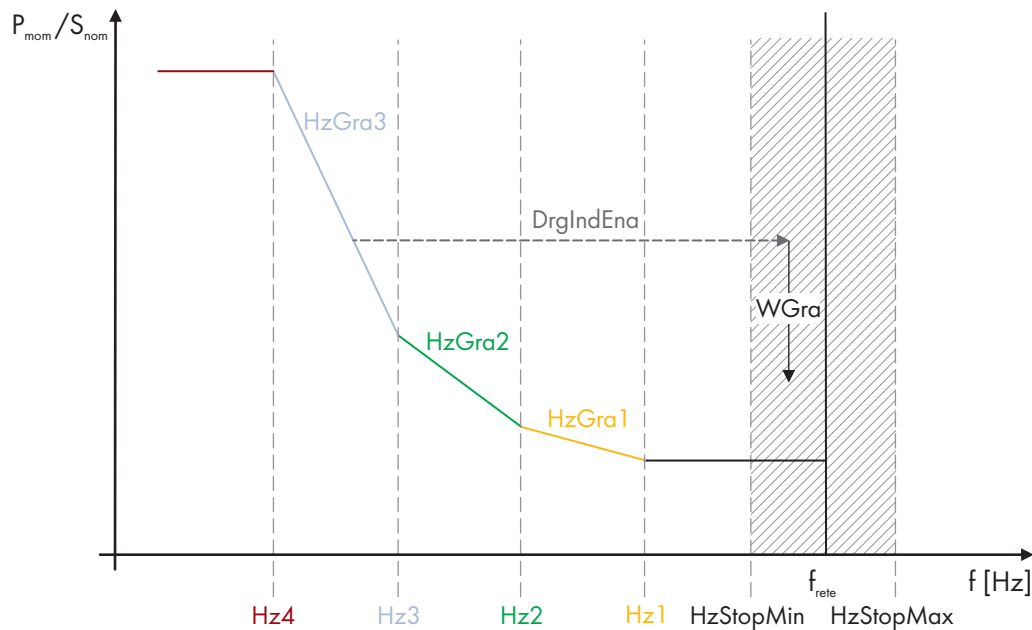 Pmom/Snom
HzGra3
DrgIndEna
WGra
HzGra2
HzGra1
frete
f [Hz]
Hz4
Hz3
Hz2
Hz1
HzStopMin
HzStopMax